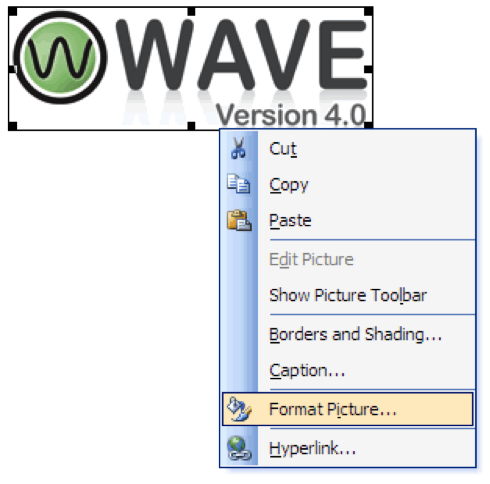 W WAVE
Version 4.0
Cut
Copy
Paste
Edit Picture
Show Picture Toolbar
Borders and Shading...
Caption...
Format Picture...
Hyperlink...